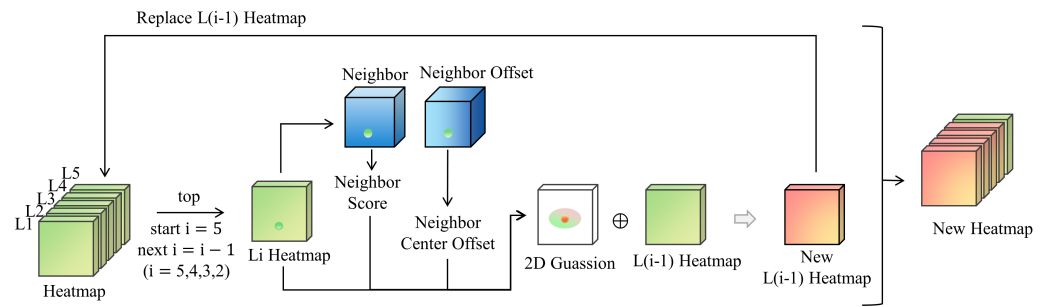 Replace L(i-1) Heatmap
Neighbor
Neighbor Offset
L5
L4
L3
L2
L1
top
start i = 5
next i = i − 1
(i = 5,4,3,2)
Neighbor
Score
Neighbor
Center Offset
Li Heatmap
Heatmap
2D Guassion
⊕
L(i-1) Heatmap
New
L(i-1) Heatmap
New Heatmap